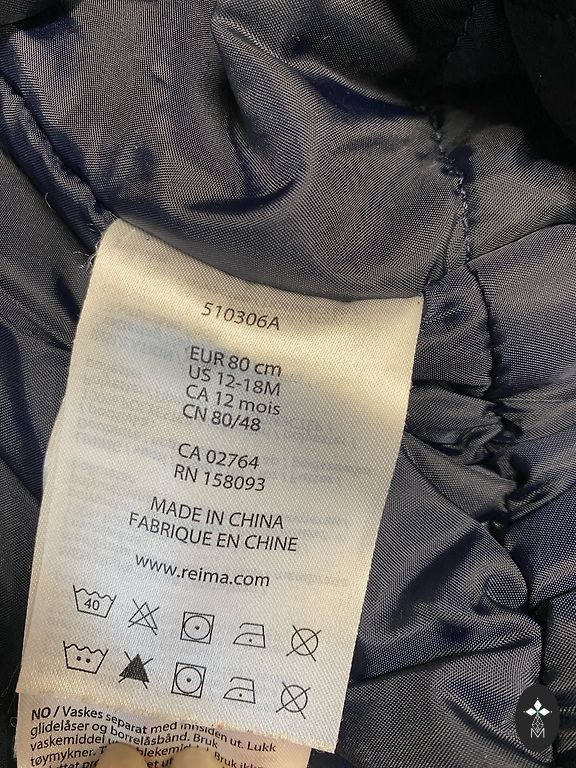 510306A
EUR 80 cm
US 12-18M
CA 12 mois
CN 80/48
CA 02764
RN 158093
MADE IN CHINA
FABRIQUE EN CHINE
www.reima.com
40
NO / Vaskes separat med innsiden ut. Lukk
glidelåser og borrelåsbånd. Bruk
vaskemiddel
tøymykner.
M